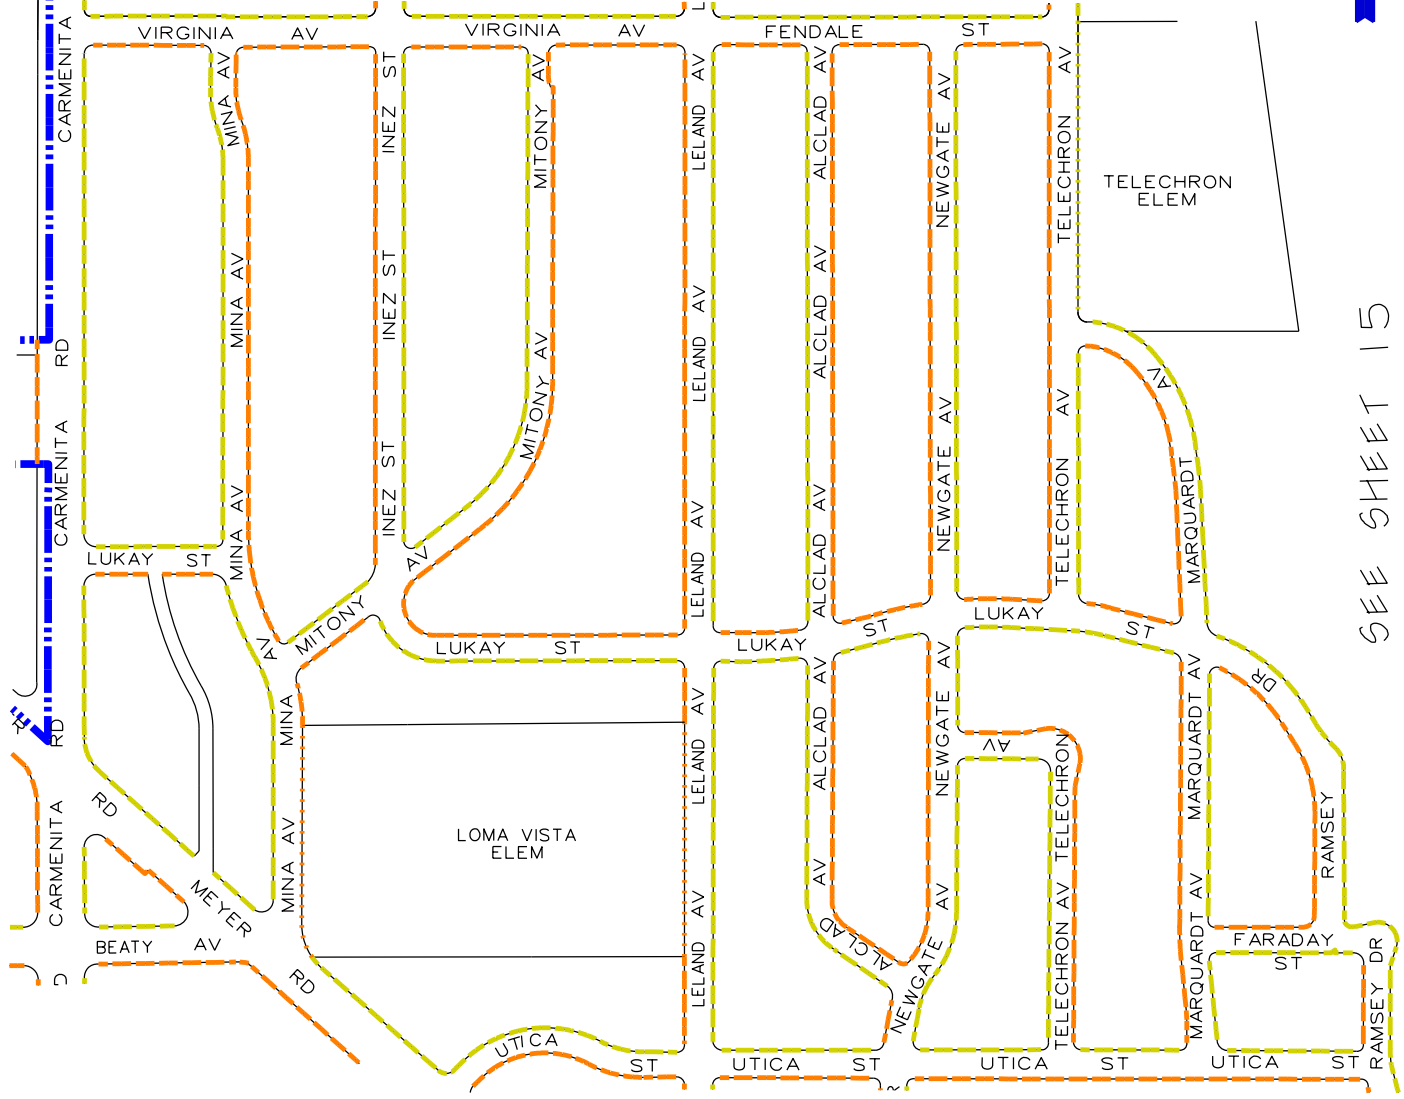 VIRGINIA AV
VIRGINIA AV
FENDALE ST
CARMENITA
RD
CARMENITA
RD
CARMENITA
MINA AV
MINA AV
MINA AV
INEZ ST
INEZ ST
INEZ ST
MITONY AV
MITONY AV
LELAND AV
LELAND AV
LELAND AV
ALCLAD AV
ALCLAD AV
ALCLAD AV
NEWGATE AV
NEWGATE AV
TELECHRON AV
TELECHRON AV
TELECHRON
ELEM
MARQUARDT AV
SEE SHEET 15
LUKAY ST
MITONY AV
LUKAY ST
LUKAY ST
LUKAY ST
MINA AV
MINA AV
LOMA VISTA
ELEM
LELAND AV
LELAND AV
ALCLAD AV
ALCLAD AV
NEWGATE AV
NEWGATE AV
TELECHRON AV
TELECHRON AV
MARQUARDT AV
MARQUARDT AV
RAMSEY DR
RAMSEY DR
FARADAY
ST
MEYER RD
RD
BEATY AV
UTICA ST
UTICA ST
UTICA ST
UTICA ST